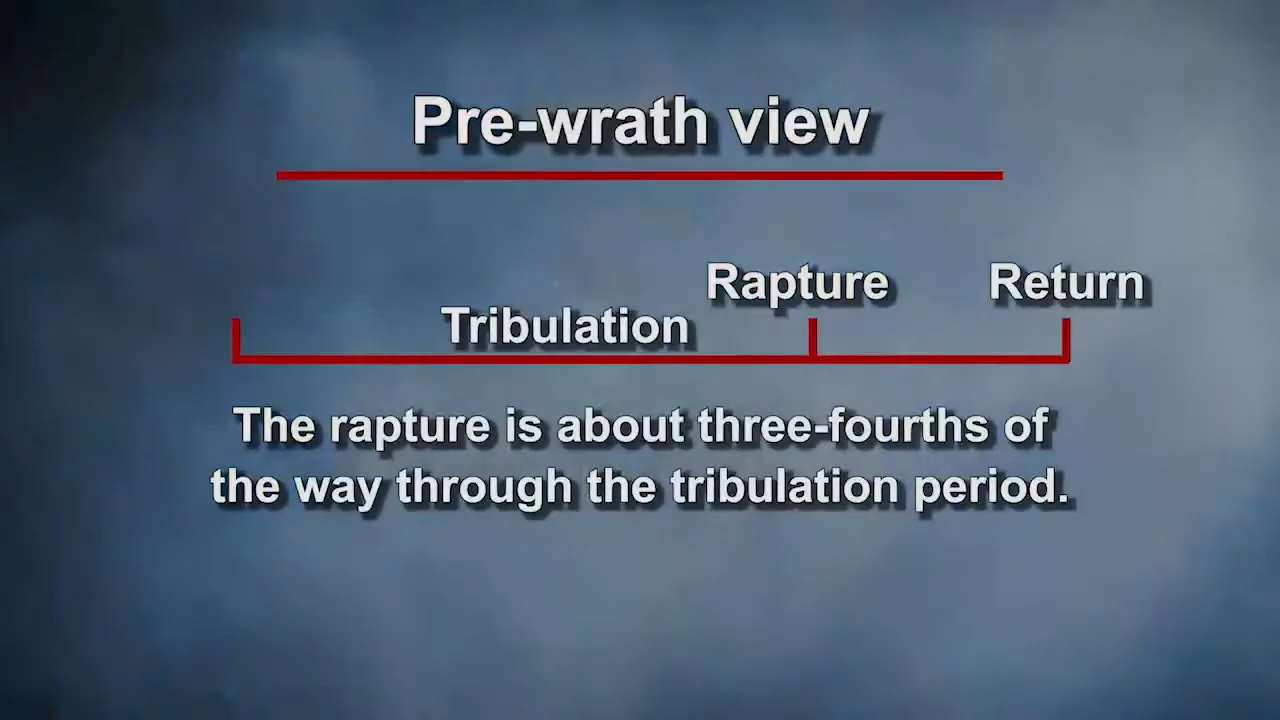 Pre-wrath view
Rapture
Return
Tribulation
The rapture is about three-fourths of
the way through the tribulation period.